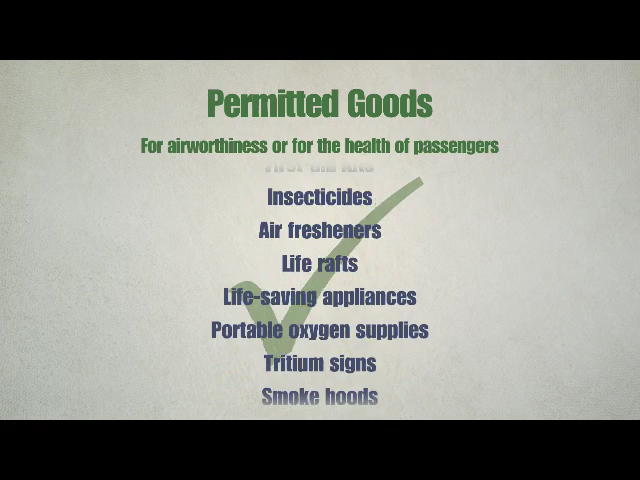 Permitted Goods
For airworthiness or for the health of passengers
Insecticides
Air fresheners
Life rafts
Life-saving appliances
Portable oxygen supplies
Tritium signs
Smoke hoods